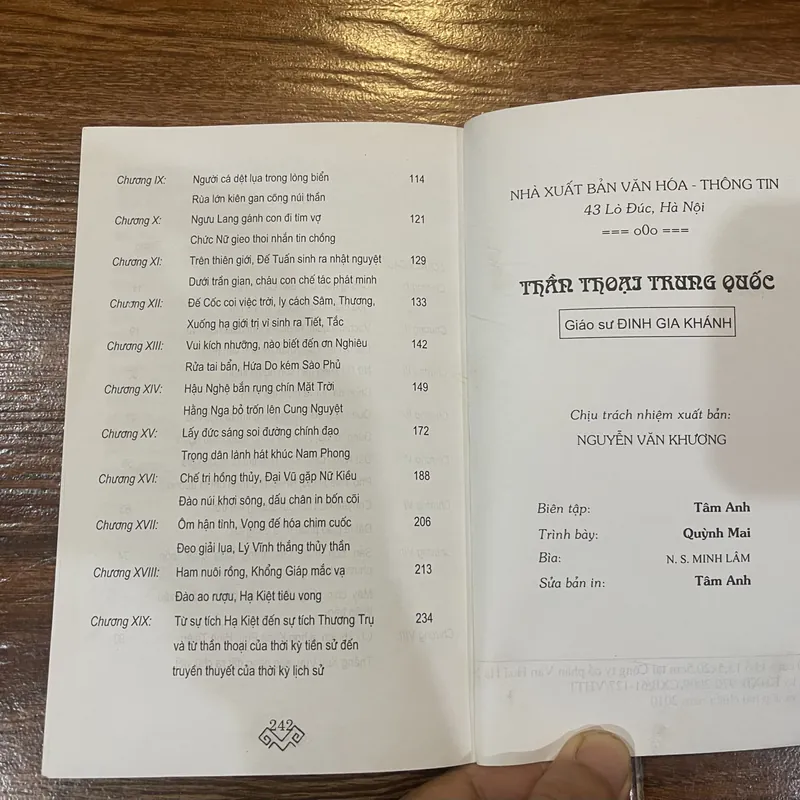 Chương IX: Người cá dệt lụa trong lòng biển 114
Rùa lớn kiên gan cõng núi thần
Chương X: Ngưu Lang gánh con đi tìm vợ 121
Chức Nữ gieo thoi nhắn tin chồng
Chương XI: Trên thiên giới, Đế Tuấn sinh ra nhật nguyệt 129
Dưới trần gian, cháu con chế tác phát minh
Chương XII: Đế Cốc coi việc trời, ly cách Sâm, Thương, 133
Xuống hạ giới trị vì sinh ra Tiết, Tắc
Chương XIII: Vui kích nhưỡng, nào biết đến ơn Nghiêu 142
Rửa tai bẩn, Hứa Do kém Sào Phủ
Chương XIV: Hậu Nghệ bắn rụng chín Mặt Trời 149
Hằng Nga bỏ trốn lên Cung Nguyệt
Chương XV: Lấy đức sáng soi đường chính đạo 172
Trọng dân lành hát khúc Nam Phong
Chương XVI: Chế trị hồng thủy, Đại Vũ gặp Nữ Kiều 188
Đào núi khơi sông, dấu chân in bốn cõi
Chương XVII: Ôm hận tình, Vọng đế hóa chim cuốc 206
Đeo giải lụa, Lý Vĩnh thắng thủy thần
Chương XVIII: Ham nuôi rồng, Khổng Giáp mắc vạ 213
Đào ao rượu, Hạ Kiệt tiêu vong
Chương XIX: Từ sự tích Hạ Kiệt đến sự tích Thương Trụ 234
và từ thần thoại của thời kỳ tiền sử đến
truyền thuyết của thời kỳ lịch sử
242
NHÀ XUẤT BẢN VĂN HÓA - THÔNG TIN
43 Lò Đúc, Hà Nội
=== o0o ===
THẦN THOẠI TRUNG QUỐC
Giáo sư ĐINH GIA KHÁNH
Chịu trách nhiệm xuất bản:
NGUYỄN VĂN KHƯƠNG
Biên tập: Tâm Anh
Trình bày: Quỳnh Mai
Bìa: N. S. MINH LÂM
Sửa bản in: Tâm Anh